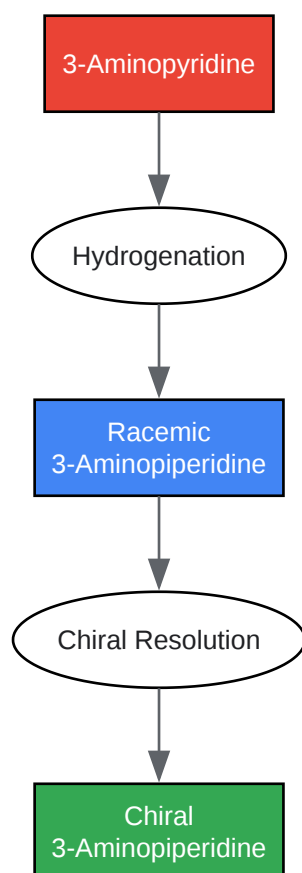 3-Aminopyridine
Hydrogenation
Racemic
3-Aminopiperidine
Chiral Resolution
Chiral
3-Aminopiperidine